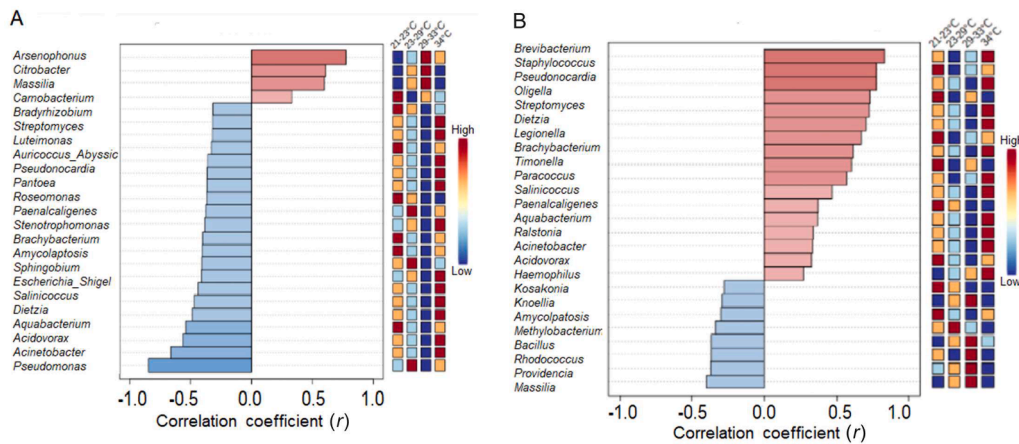 A
21-23°C
23-29°C
29-33°C
34°C
Arsenophonus
Citrobacter
Massilia
Carnobacterium
Bradyrhizobium
Streptomyces
Luteimonas
Auricoccus_Abyssic
Pseudonocardia
Pantoea
Roseomonas
Paenalcaligenes
Stenotrophomonas
Brachybacterium
Amycolaptosis
Sphingobium
Escherichia_Shigel
Salinicoccus
Dietzia
Aquabacterium
Acidovorax
Acinetobacter
Pseudomonas
High
Low
-1.0
-0.5
0.0
0.5
1.0
Correlation coefficient (r)
B
21-23°C
23-29°C
29-33°C
34°C
Brevibacterium
Staphylococcus
Pseudonocardia
Oligella
Streptomyces
Dietzia
Legionella
Brachybacterium
Timonella
Paracoccus
Salinicoccus
Paenalcaligenes
Aquabacterium
Ralstonia
Acinetobacter
Acidovorax
Haemophilus
Kosakonia
Knoellia
Amycolpatosis
Methylobacterium
Bacillus
Rhodococcus
Providencia
Massilia
High
Low
-1.0
-0.5
0.0
0.5
1.0
Correlation coefficient (r)